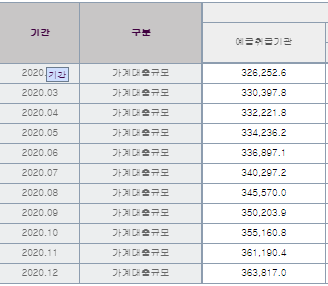 기간 구분
예금취급기관
2020. 기간 가계대출규모 326,252.6
2020.03 가계대출규모 330,397.8
2020.04 가계대출규모 332,221.8
2020.05 가계대출규모 334,236.2
2020.06 가계대출규모 336,897.1
2020.07 가계대출규모 340,297.2
2020.08 가계대출규모 345,570.0
2020.09 가계대출규모 350,203.9
2020.10 가계대출규모 355,160.8
2020.11 가계대출규모 361,190.4
2020.12 가계대출규모 363,817.0